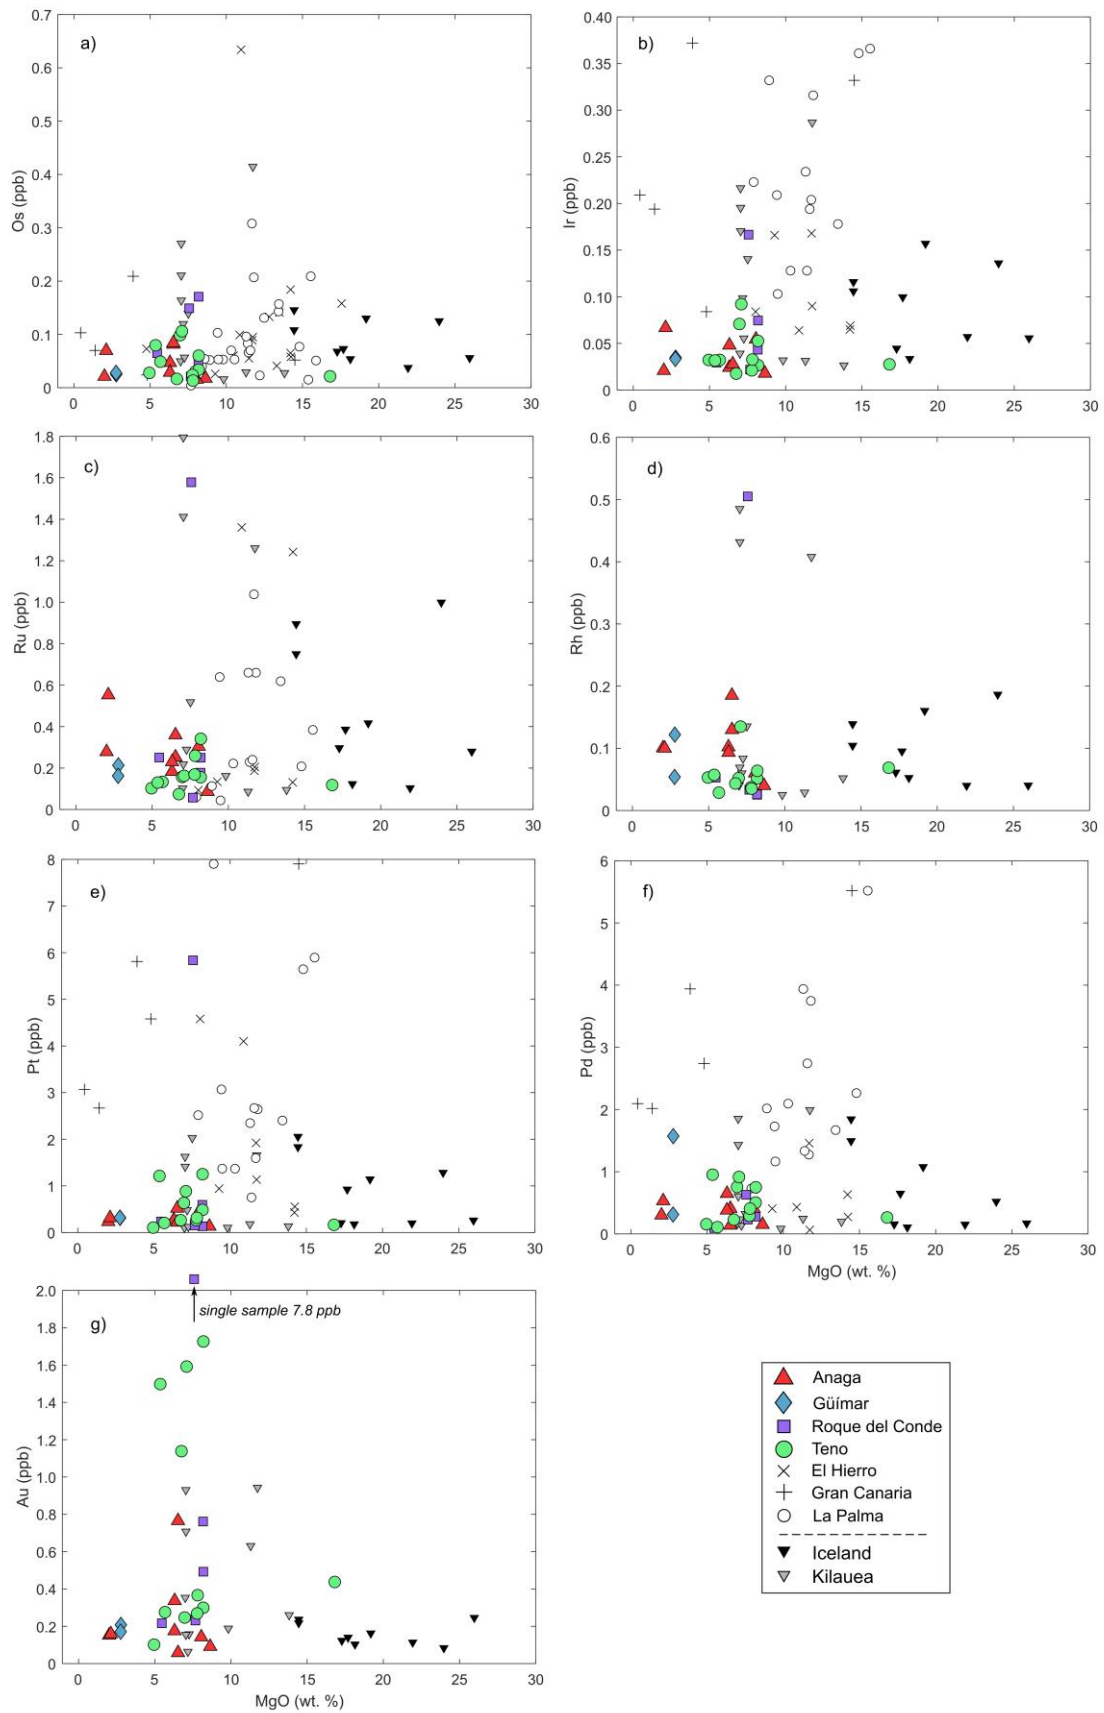 a)
0.7
0.6
0.5
0.4
0.3
0.2
0.1
0
Os (ppb)
0 5 10 15 20 25 30
b)
0.40
0.35
0.30
0.25
0.20
0.15
0.10
0.05
0
Ir (ppb)
0 5 10 15 20 25 30
c)
1.8
1.6
1.4
1.2
1.0
0.8
0.6
0.4
0.2
0
Ru (ppb)
0 5 10 15 20 25 30
d)
0.6
0.5
0.4
0.3
0.2
0.1
0
Rh (ppb)
0 5 10 15 20 25 30
e)
8
7
6
5
4
3
2
1
0
Pt (ppb)
0 5 10 15 20 25 30
f)
6
5
4
3
2
1
0
Pd (ppb)
0 5 10 15 20 25 30
MgO (wt. %)
g)
single sample 7.8 ppb
2.0
1.8
1.6
1.4
1.2
1.0
0.8
0.6
0.4
0.2
0
Au (ppb)
0 5 10 15 20 25 30
MgO (wt. %)
Anaga
Güímar
Roque del Conde
Teno
El Hierro
Gran Canaria
La Palma
Iceland
Kilauea